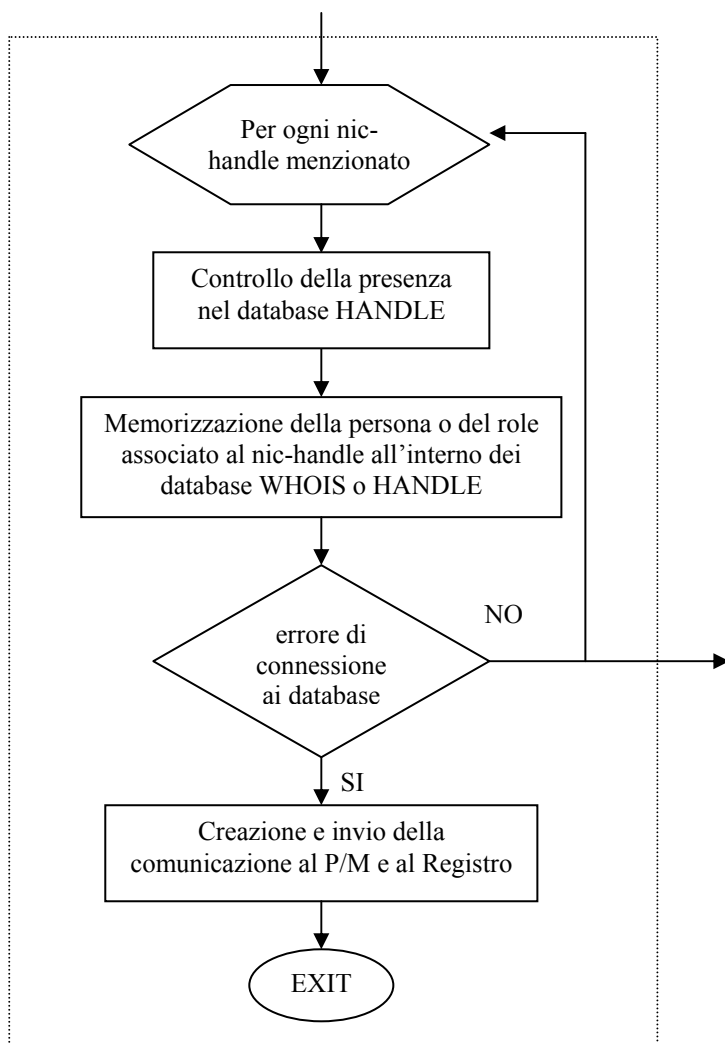 Per ogni nic-
handle menzionato
Controllo della presenza
nel database HANDLE
Memorizzazione della persona o del role
associato al nic-handle all’interno dei
database WHOIS o HANDLE
NO
errore di
connessione
ai database
SI
Creazione e invio della
comunicazione al P/M e al Registro
EXIT